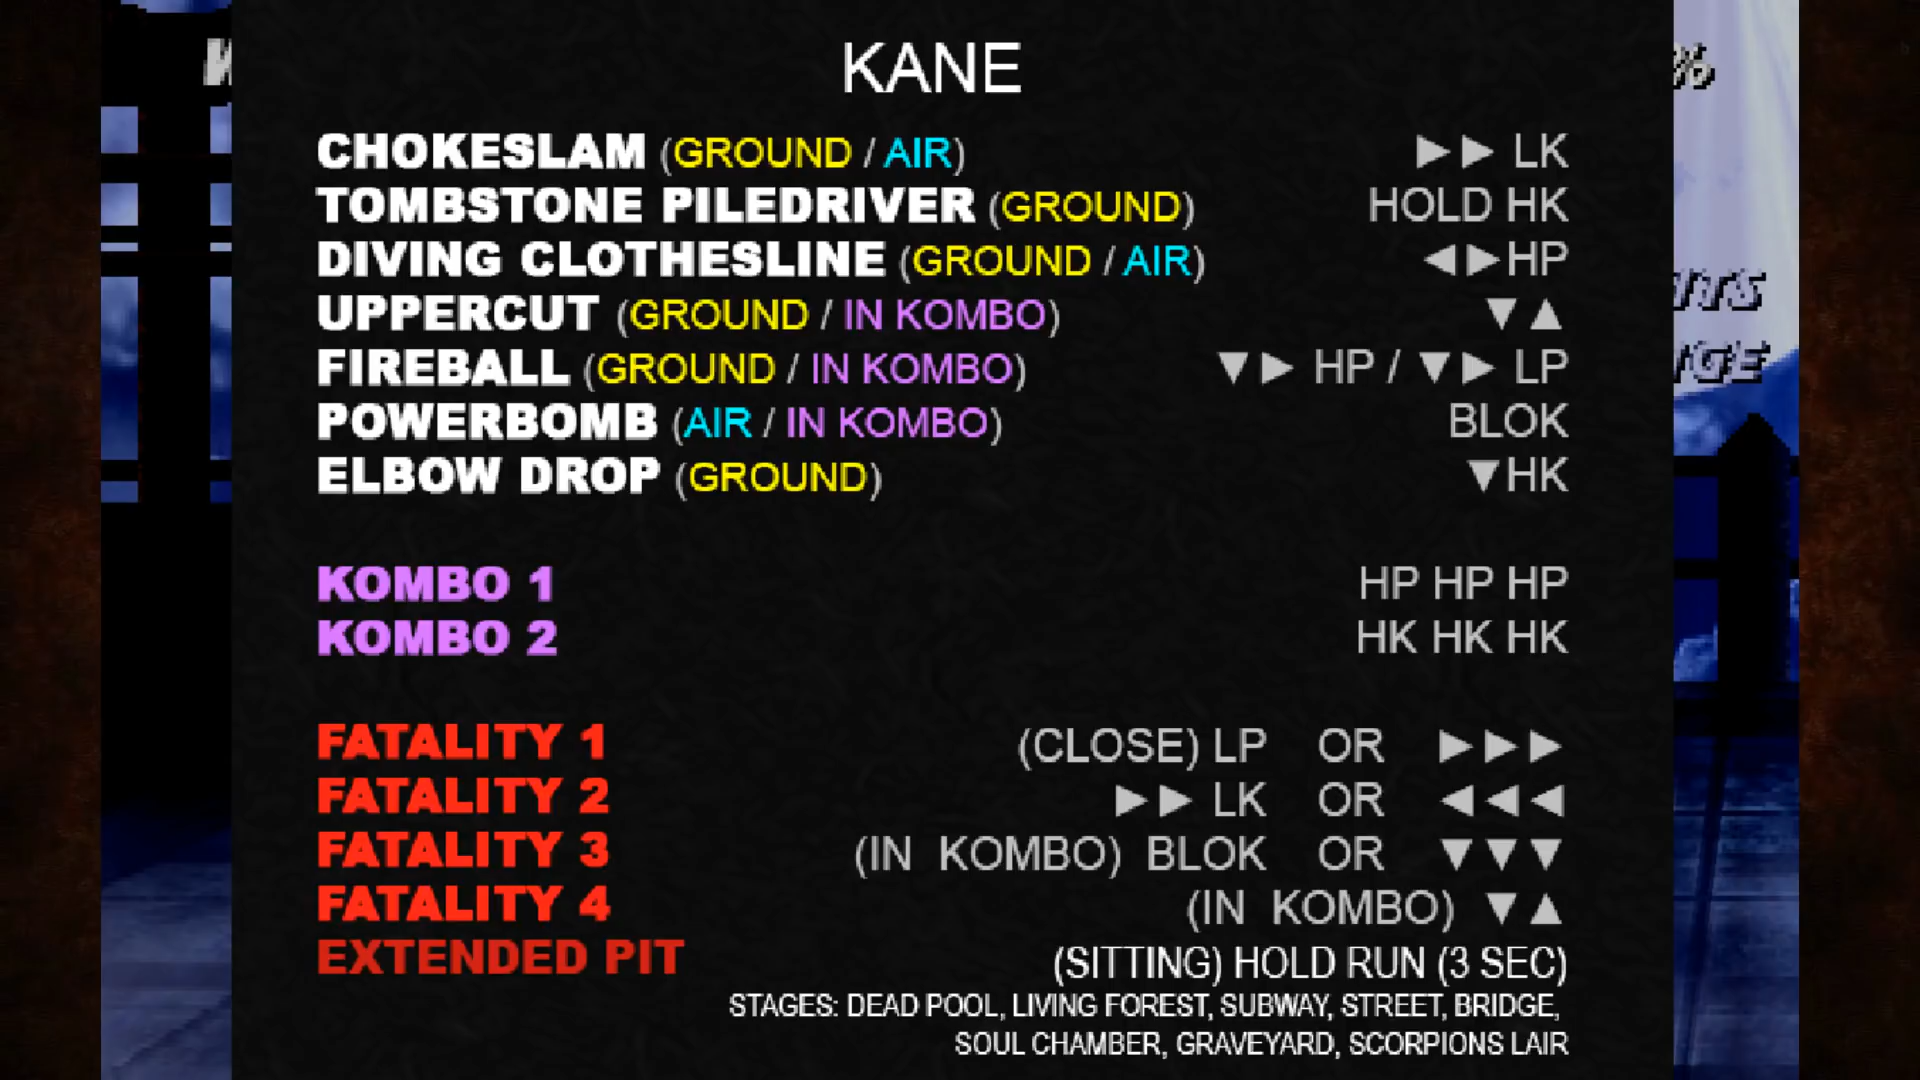 KANE
CHOKESLAM (GROUND / AIR) ►► LK
TOMBSTONE PILEDRIVER (GROUND) HOLD HK
DIVING CLOTHESLINE (GROUND / AIR) ◄►HP
UPPERCUT (GROUND / IN KOMBO) ▼▲
FIREBALL (GROUND / IN KOMBO) ▼► HP / ▼► LP
POWERBOMB (AIR / IN KOMBO) BLOK
ELBOW DROP (GROUND) ▼HK
KOMBO 1 HP HP HP
KOMBO 2 HK HK HK
FATALITY 1 (CLOSE) LP OR ►►►
FATALITY 2 ►► LK OR ◄◄◄
FATALITY 3 (IN KOMBO) BLOK OR ▼▼▼
FATALITY 4 (IN KOMBO) ▼▲
EXTENDED PIT (SITTING) HOLD RUN (3 SEC)
STAGES: DEAD POOL, LIVING FOREST, SUBWAY, STREET, BRIDGE,
SOUL CHAMBER, GRAVEYARD, SCORPIONS LAIR